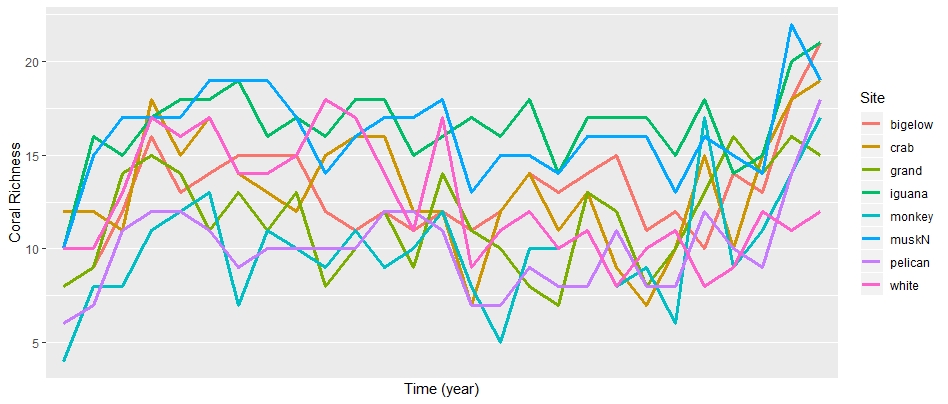 Coral Richness
20
15
10
5
Time (year)
Site
bigelow
crab
grand
iguana
monkey
muskN
pelican
white